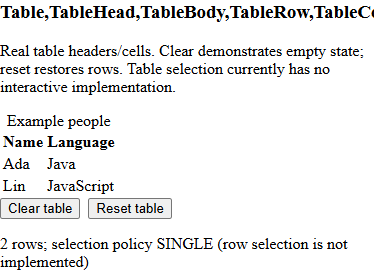 Table,TableHead,TableBody,TableRow,TableCe
Real table headers/cells. Clear demonstrates empty state;
reset restores rows. Table selection currently has no
interactive implementation.
Example people
Name Language
Ada Java
Lin JavaScript
Clear table Reset table
2 rows; selection policy SINGLE (row selection is not
implemented)